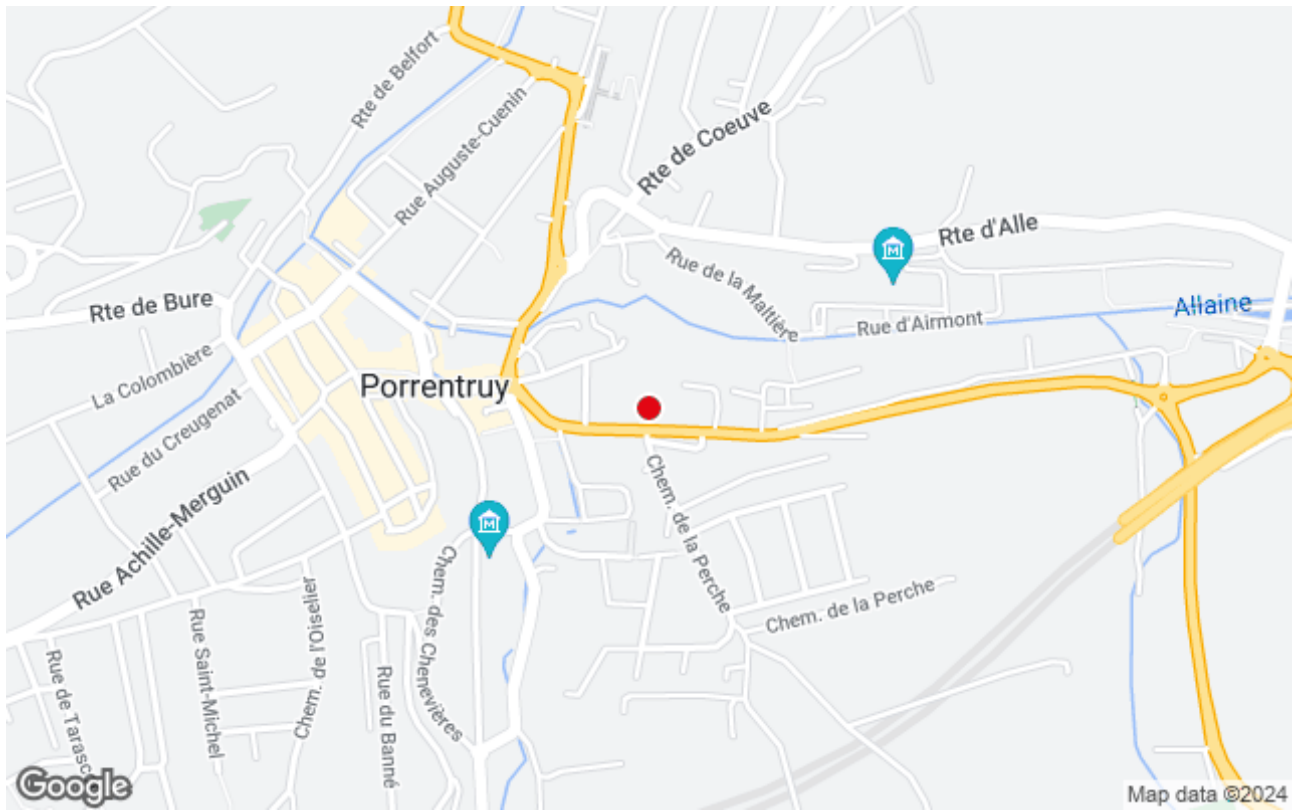 Rte de Belfort
Rue Auguste-Cuenin
Rte de Coeuve
Rte d'Alle
Rue de la Maltière
Rue d'Airmont
Allaine
Rte de Bure
La Colombière
Porrentruy
Rue du Creugenat
Rue Achille-Merguin
M
M
Chem. de la Perche
Chem. de la Perche
Chem. des Chenevières
Chem. de l'Oiselier
Rue Saint-Michel
Rue du Banné
Rue de Tarasc
Google
Map data ©2024